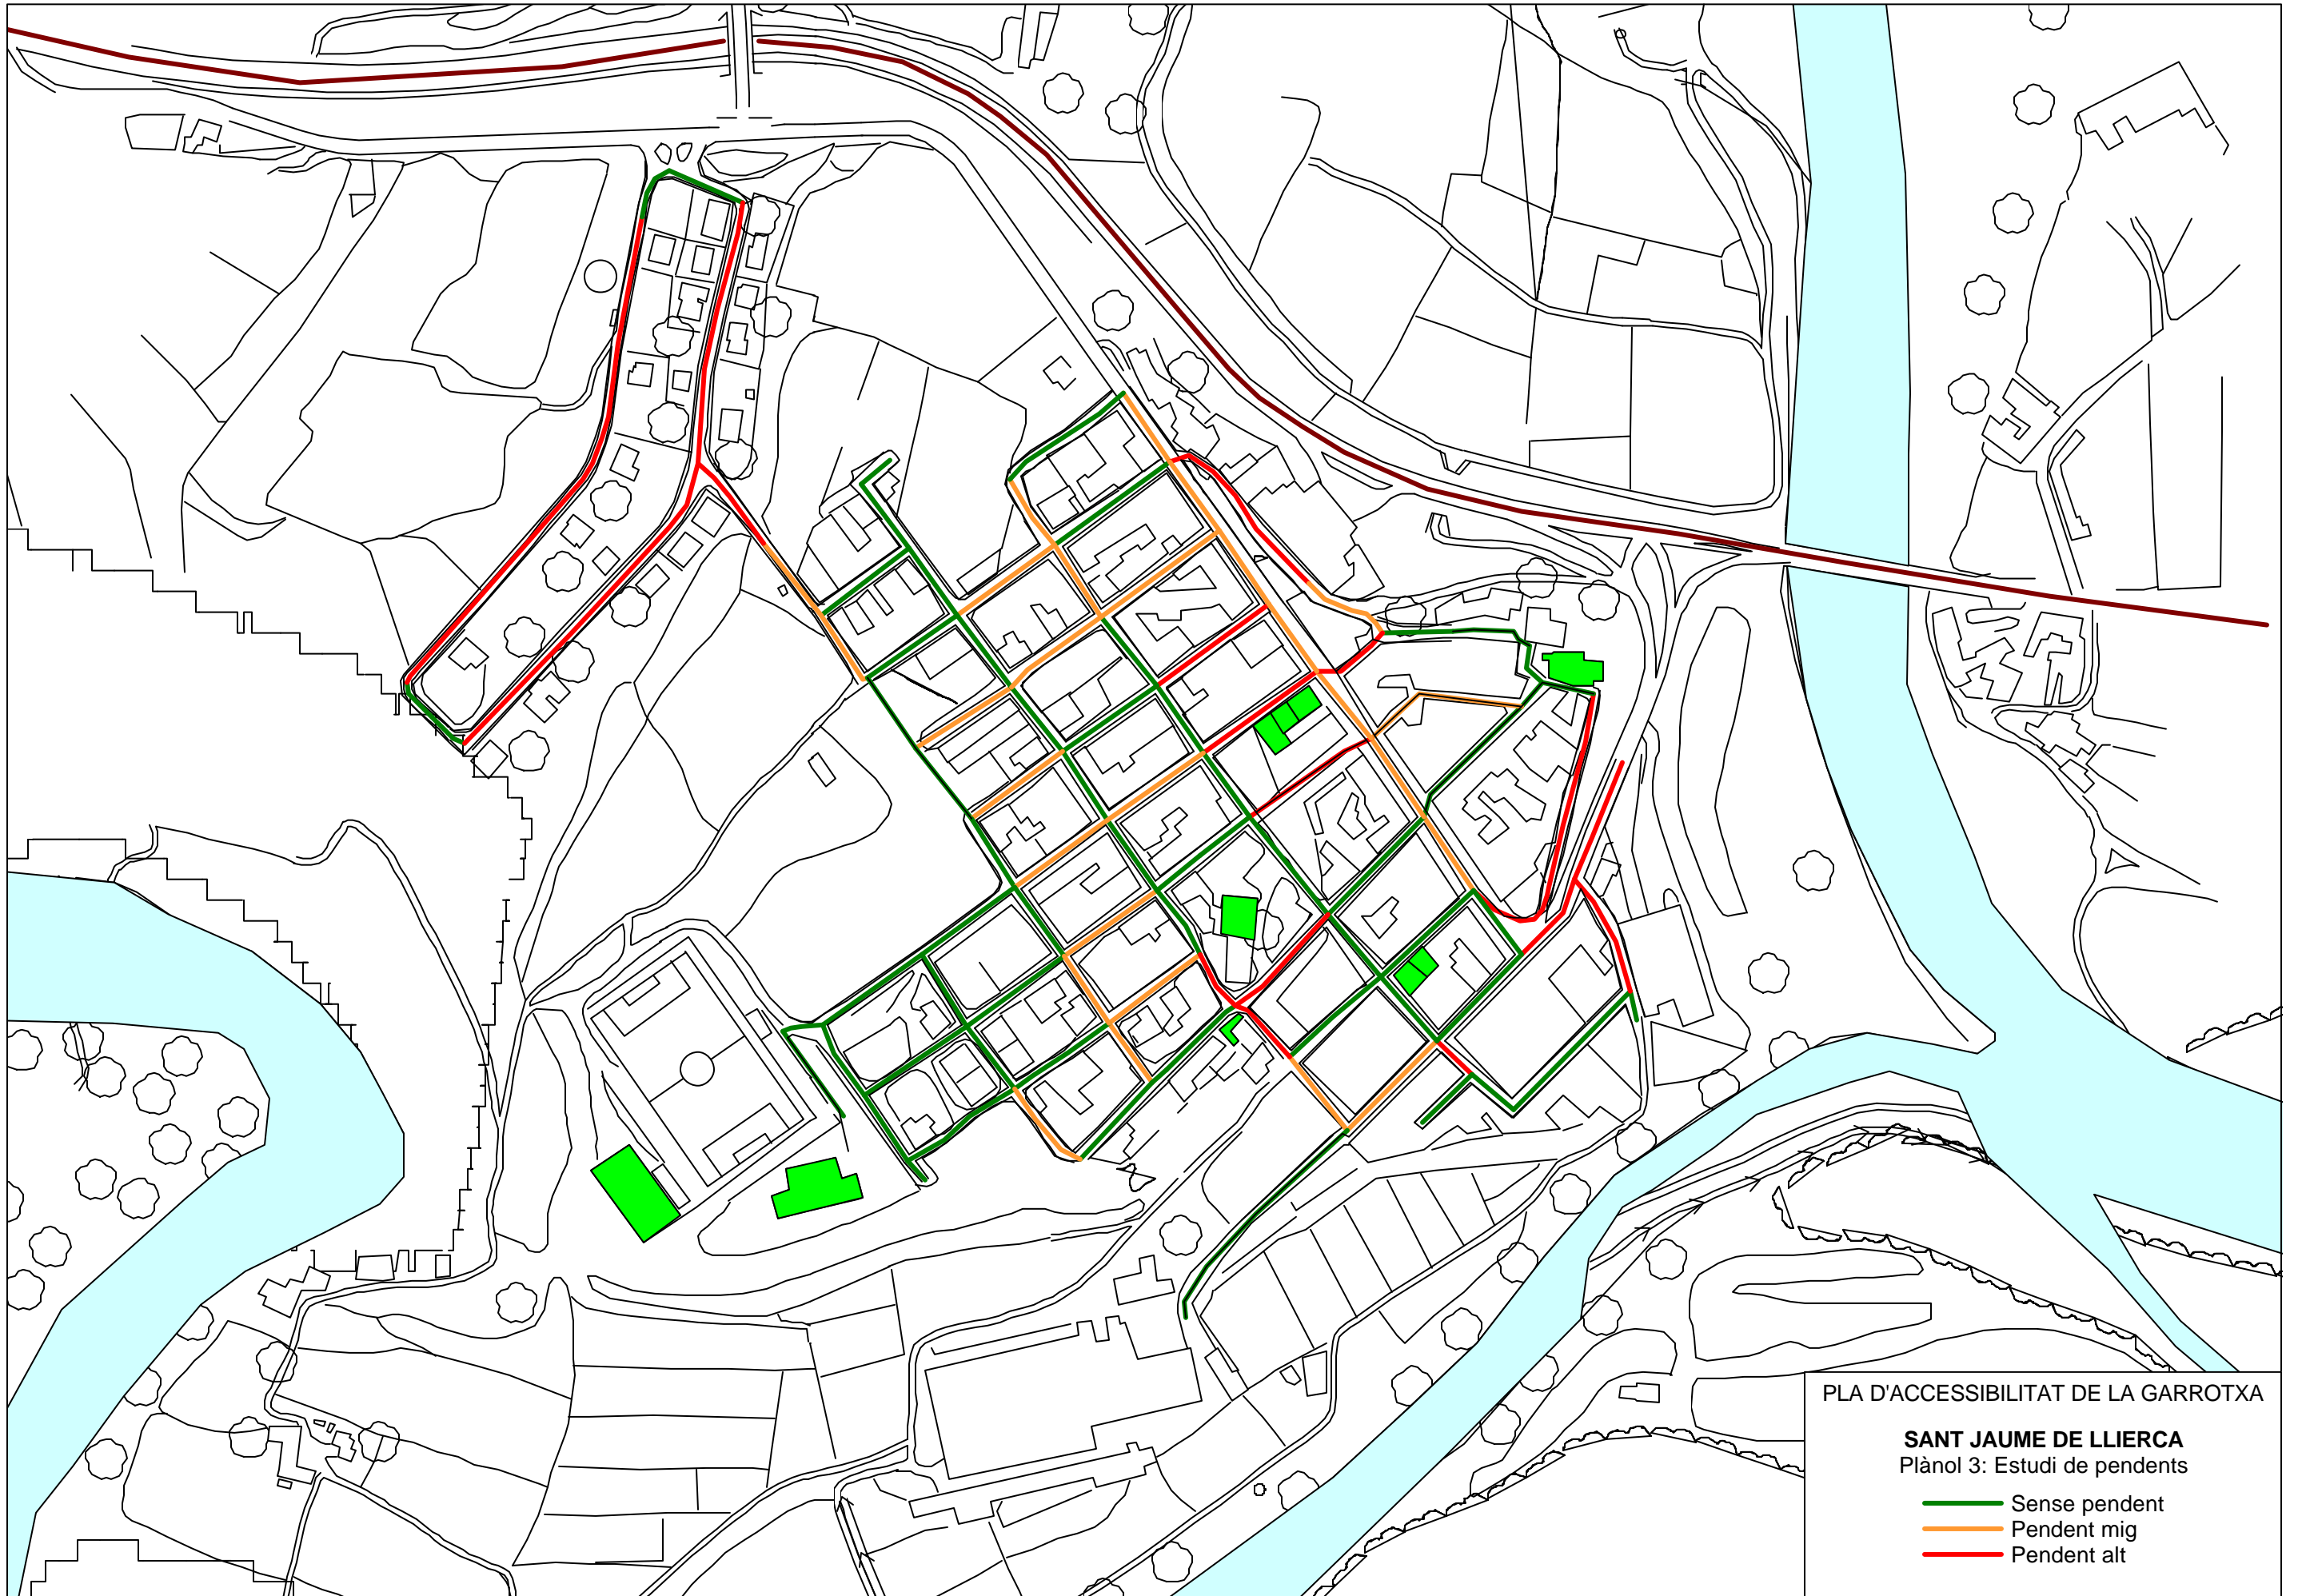 PLA D'ACCESSIBILITAT DE LA GARROTXA
SANT JAUME DE LLIERCA
Plànol 3: Estudi de pendents
Sense pendent
Pendent mig
Pendent alt